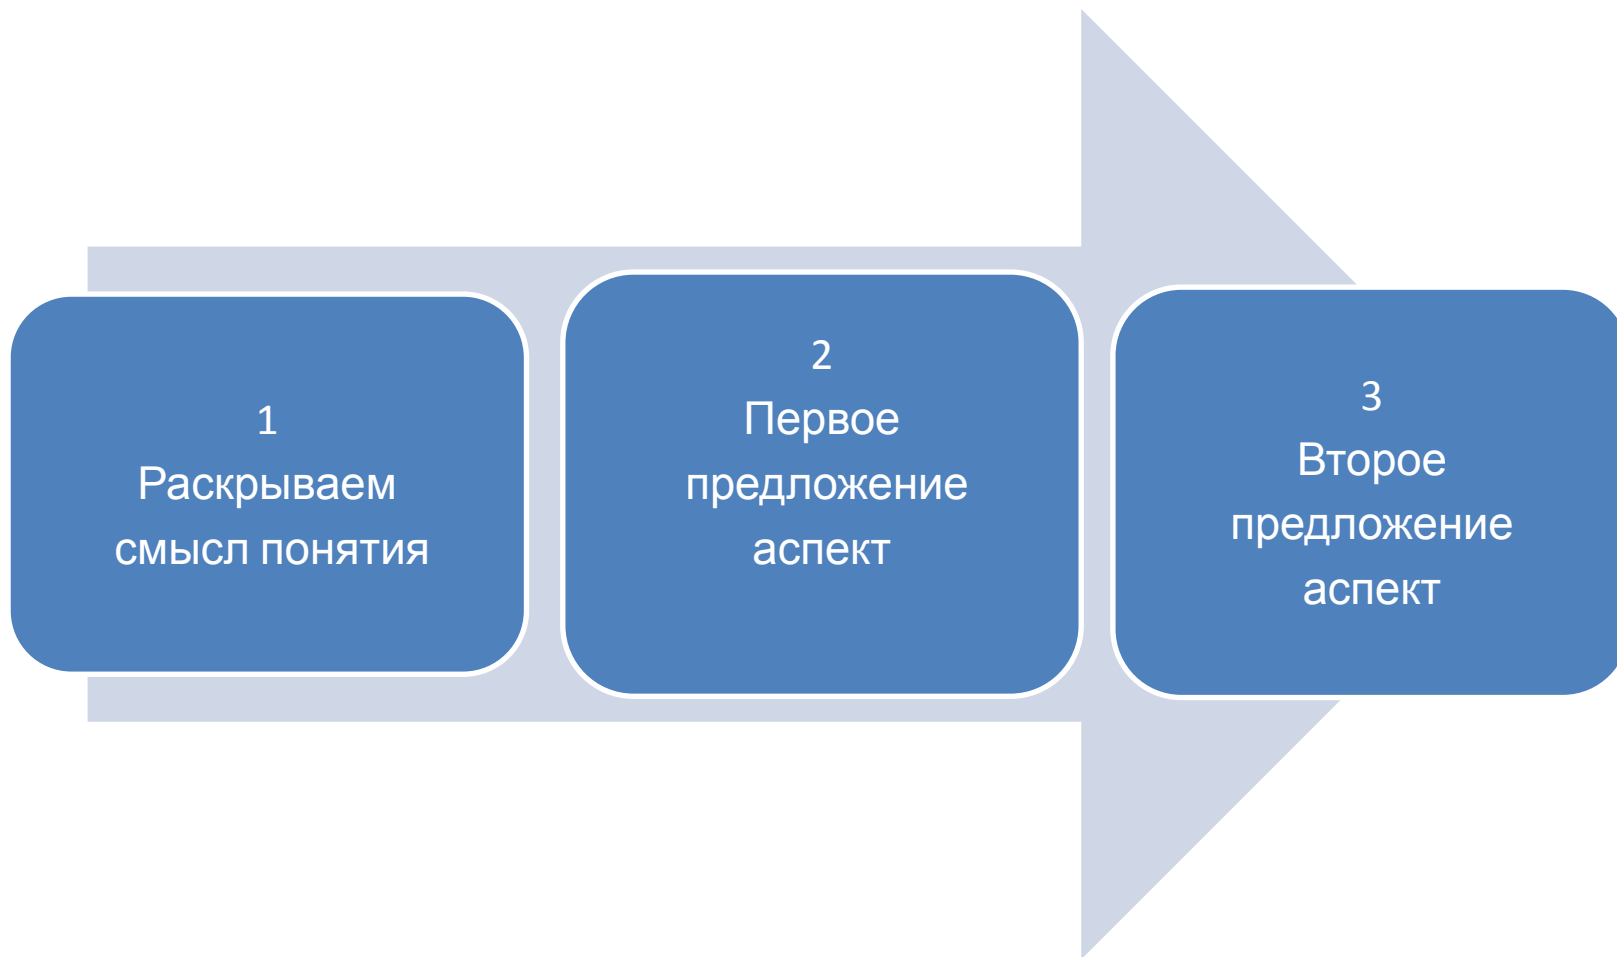 1
Раскрываем
смысл понятия
2
Первое
предложение
аспект
3
Второе
предложение
аспект